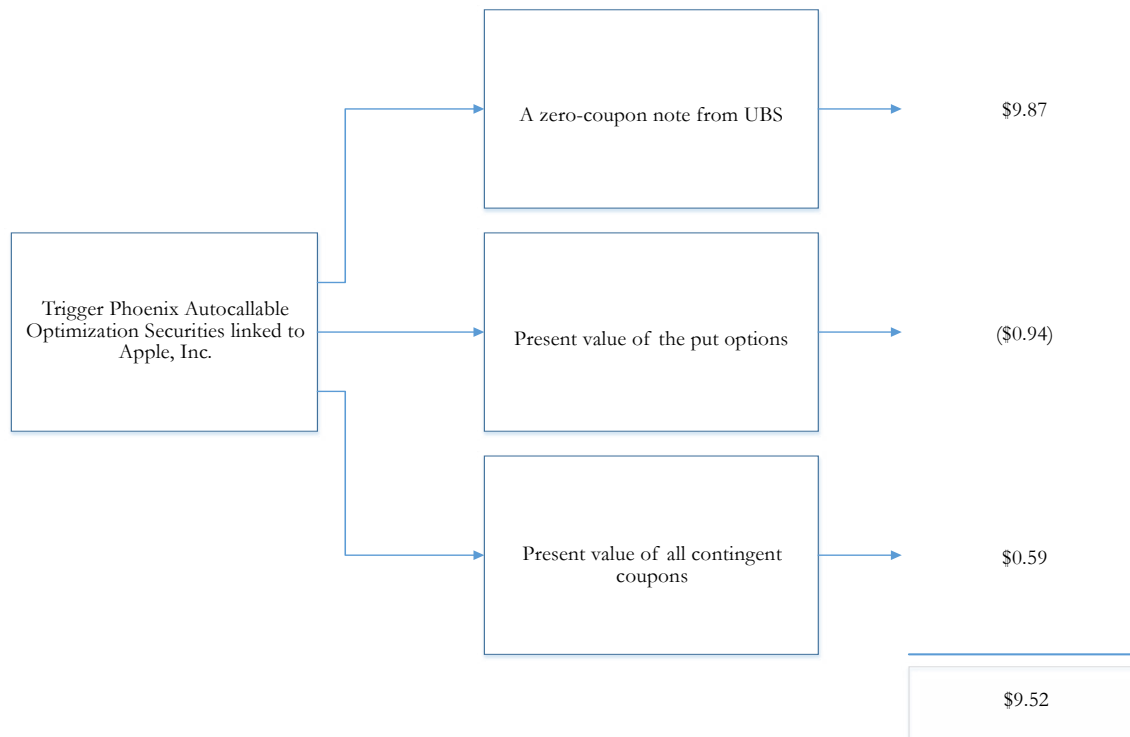 A zero-coupon note from UBS
$9.87
Trigger Phoenix Autocallable
Optimization Securities linked to
Apple, Inc.
Present value of the put options
($0.94)
Present value of all contingent
coupons
$0.59
$9.52